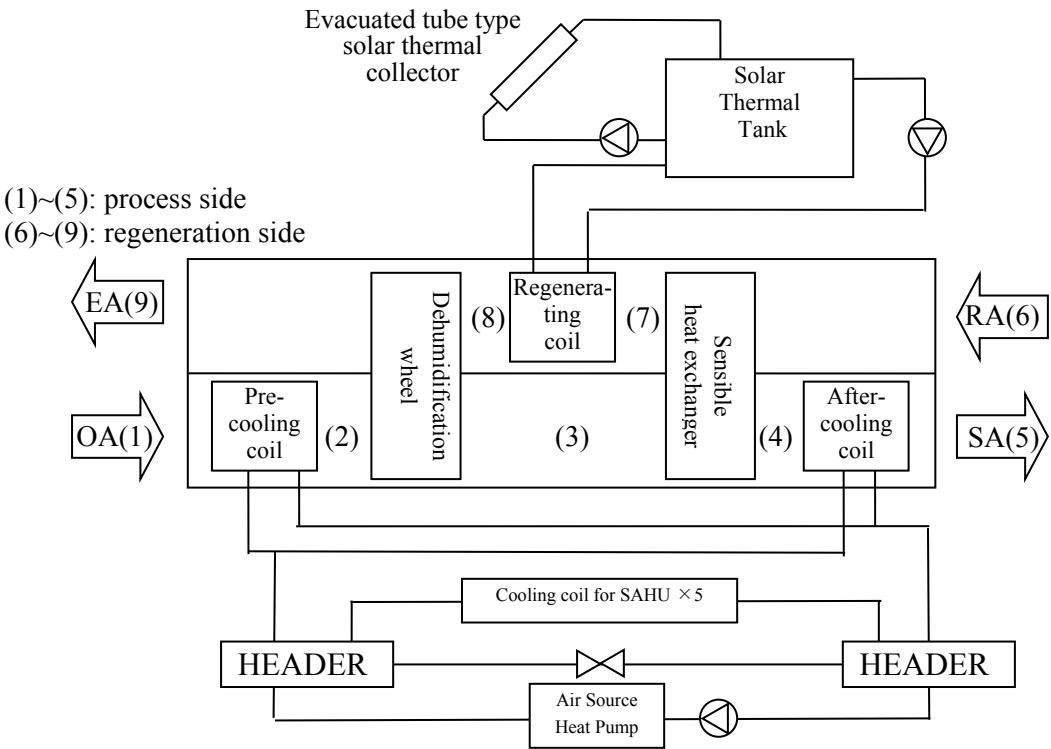 Evacuated tube type
solar thermal
collector
Solar
Thermal
Tank
(1)~(5): process side
(6)~(9): regeneration side
EA(9)
Dehumidification
wheel
(8)
Regenera-
ting
coil
(7)
Sensible
heat exchanger
RA(6)
OA(1)
Pre-
cooling
coil
(2)
(3)
(4)
After-
cooling
coil
SA(5)
Cooling coil for SAHU ×5
HEADER
HEADER
Air Source
Heat Pump